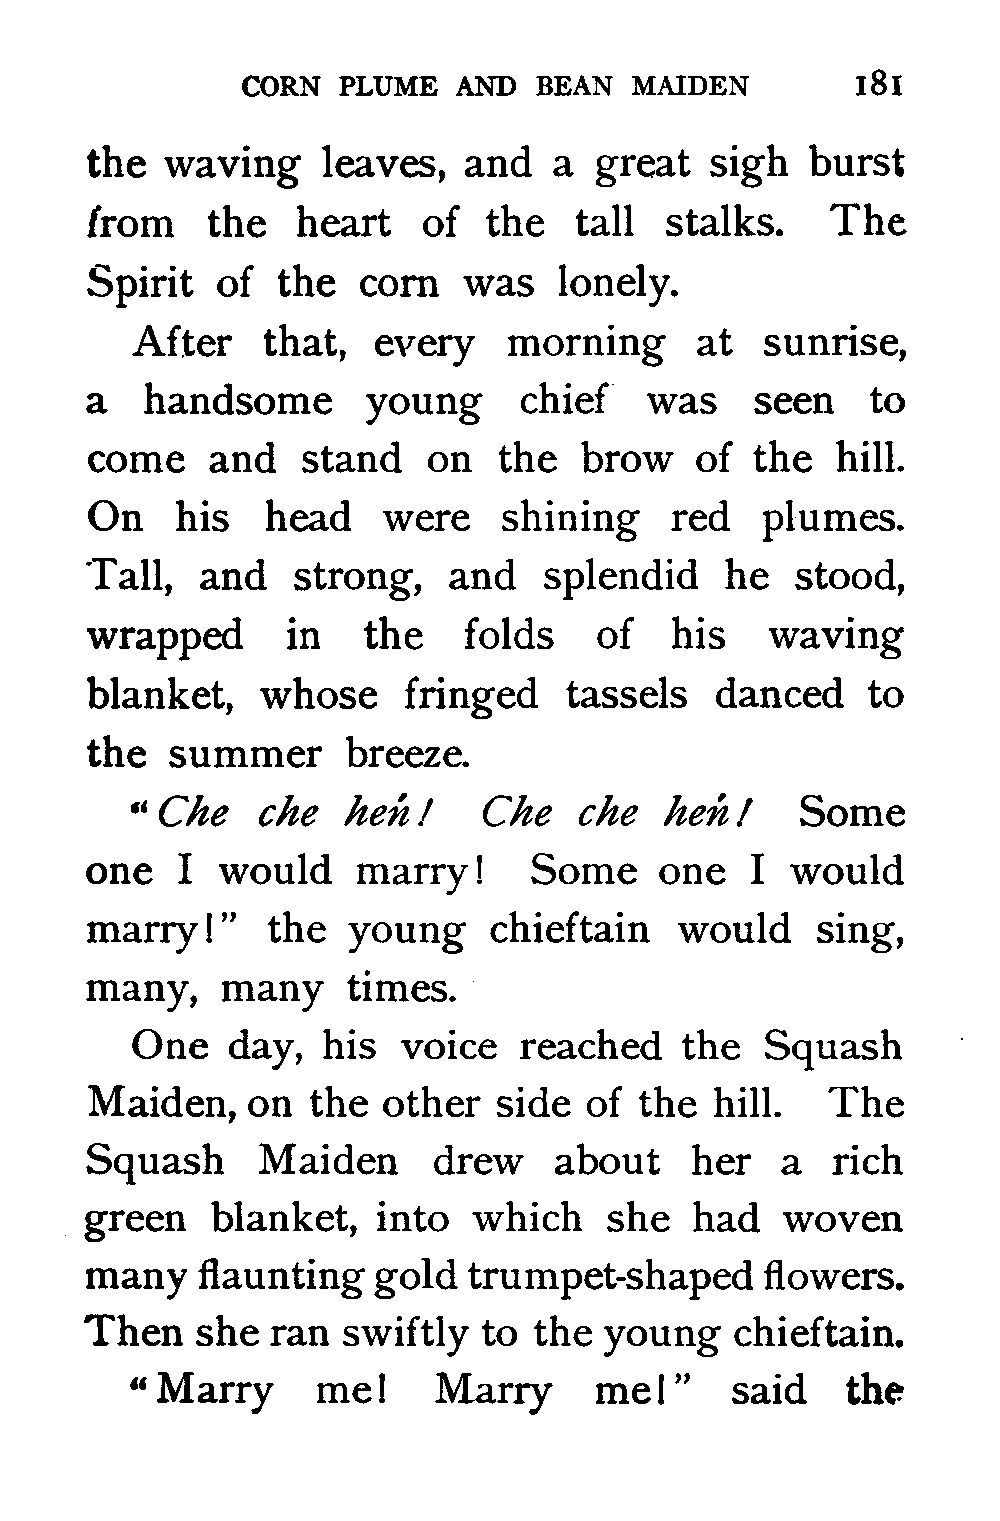 CORN PLUME AND BEAN MAIDEN 181
the waving leaves, and a great sigh burst
from the heart of the tall stalks. The
Spirit of the corn was lonely.
After that, every morning at sunrise,
a handsome young chief was seen to
come and stand on the brow of the hill.
On his head were shining red plumes.
Tall, and strong, and splendid he stood,
wrapped in the folds of his waving
blanket, whose fringed tassels danced to
the summer breeze.
"Che che heń! Che che heń! Some
one I would marry! Some one I would
marry!" the young chieftain would sing,
many, many times.
One day, his voice reached the Squash
Maiden, on the other side of the hill. The
Squash Maiden drew about her a rich
green blanket, into which she had woven
many flaunting gold trumpet-shaped flowers.
Then she ran swiftly to the young chieftain.
"Marry me! Marry me!" said the